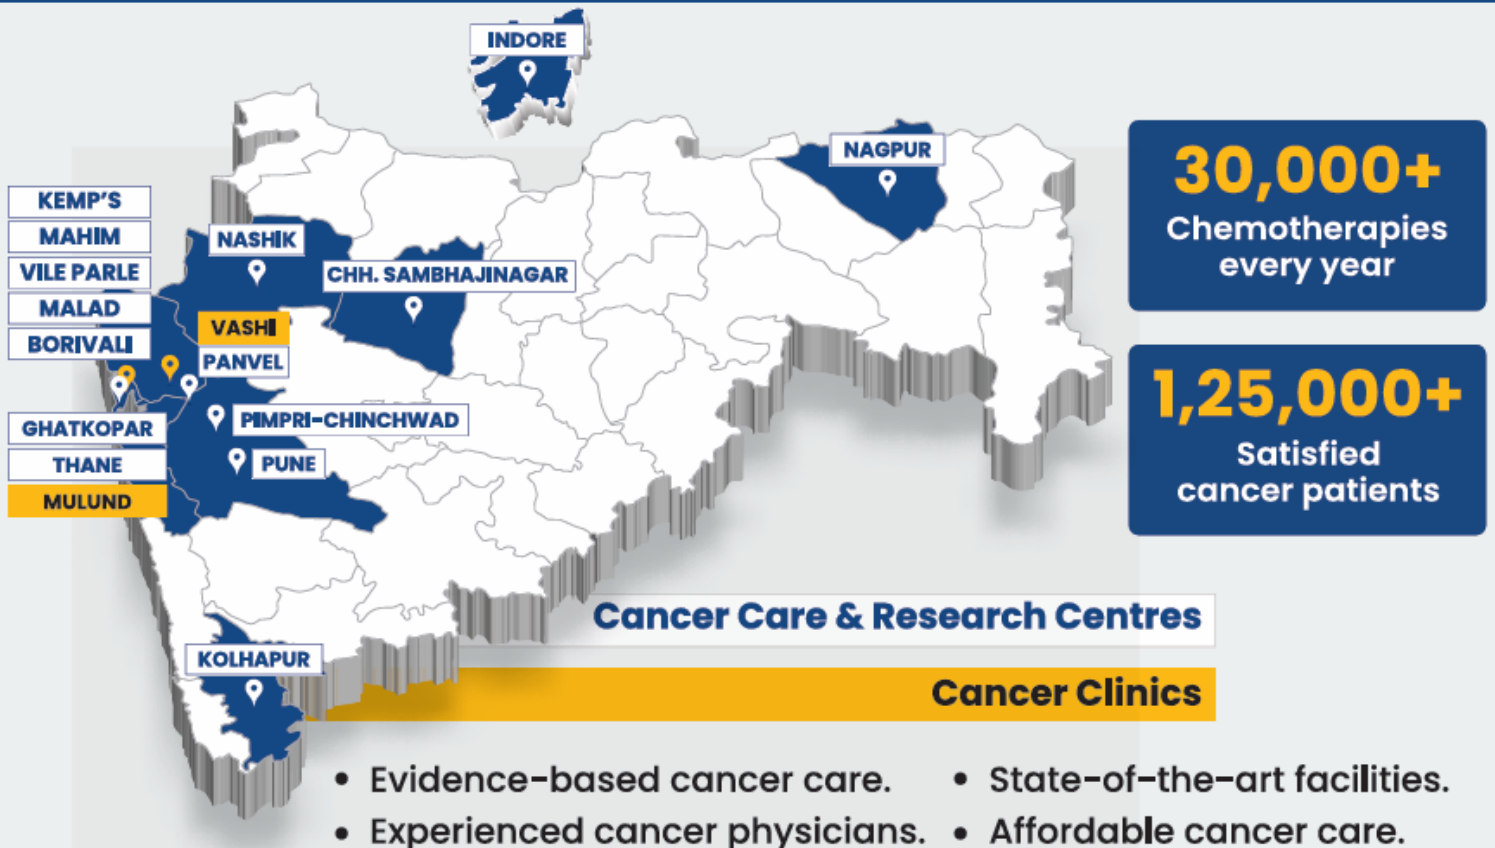 INDORE
NAGPUR
KEMP'S
MAHIM
VILE PARLE
MALAD
BORIVALI
NASHIK
CHH. SAMBHAJINAGAR
VASHI
PANVEL
GHATKOPAR
THANE
MULUND
PIMPRI-CHINCHWAD
PUNE
KOLHAPUR
30,000+
Chemotherapies
every year
1,25,000+
Satisfied
cancer patients
Cancer Care & Research Centres
Cancer Clinics
• Evidence-based cancer care.
• State-of-the-art facilities.
• Experienced cancer physicians.
• Affordable cancer care.